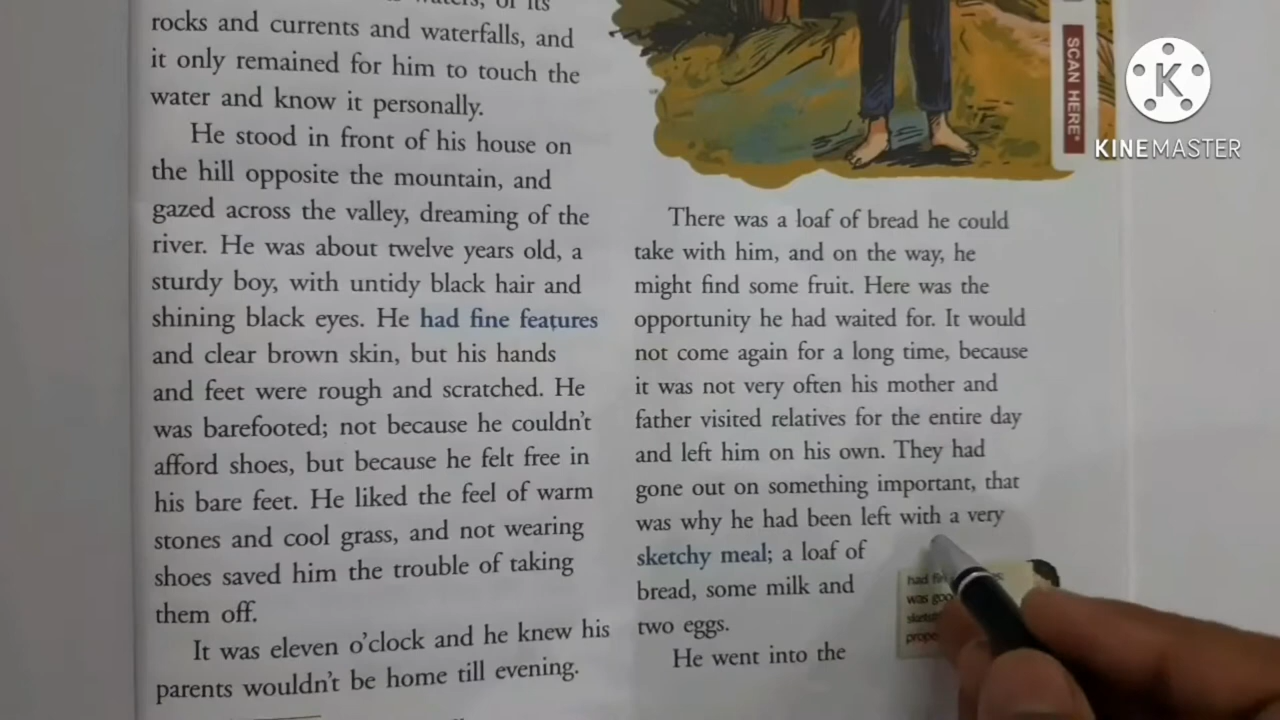 rocks and currents and waterfalls, and
it only remained for him to touch the
water and know it personally.
He stood in front of his house on
the hill opposite the mountain, and
gazed across the valley, dreaming of the
river. He was about twelve years old, a
sturdy boy, with untidy black hair and
shining black eyes. He had fine features
and clear brown skin, but his hands
and feet were rough and scratched. He
was barefooted; not because he couldn't
afford shoes, but because he felt free in
his bare feet. He liked the feel of warm
stones and cool grass, and not wearing
shoes saved him the trouble of taking
them off.
It was eleven o'clock and he knew his
parents wouldn't be home till evening.
SCAN HERE*
K
KINEMASTER
There was a loaf of bread he could
take with him, and on the way, he
might find some fruit. Here was the
opportunity he had waited for. It would
not come again for a long time, because
it was not very often his mother and
father visited relatives for the entire day
and left him on his own. They had
gone out on something important, that
was why he had been left with a very
sketchy meal; a loaf of
bread, some milk and
two eggs.
He went into the
had
was